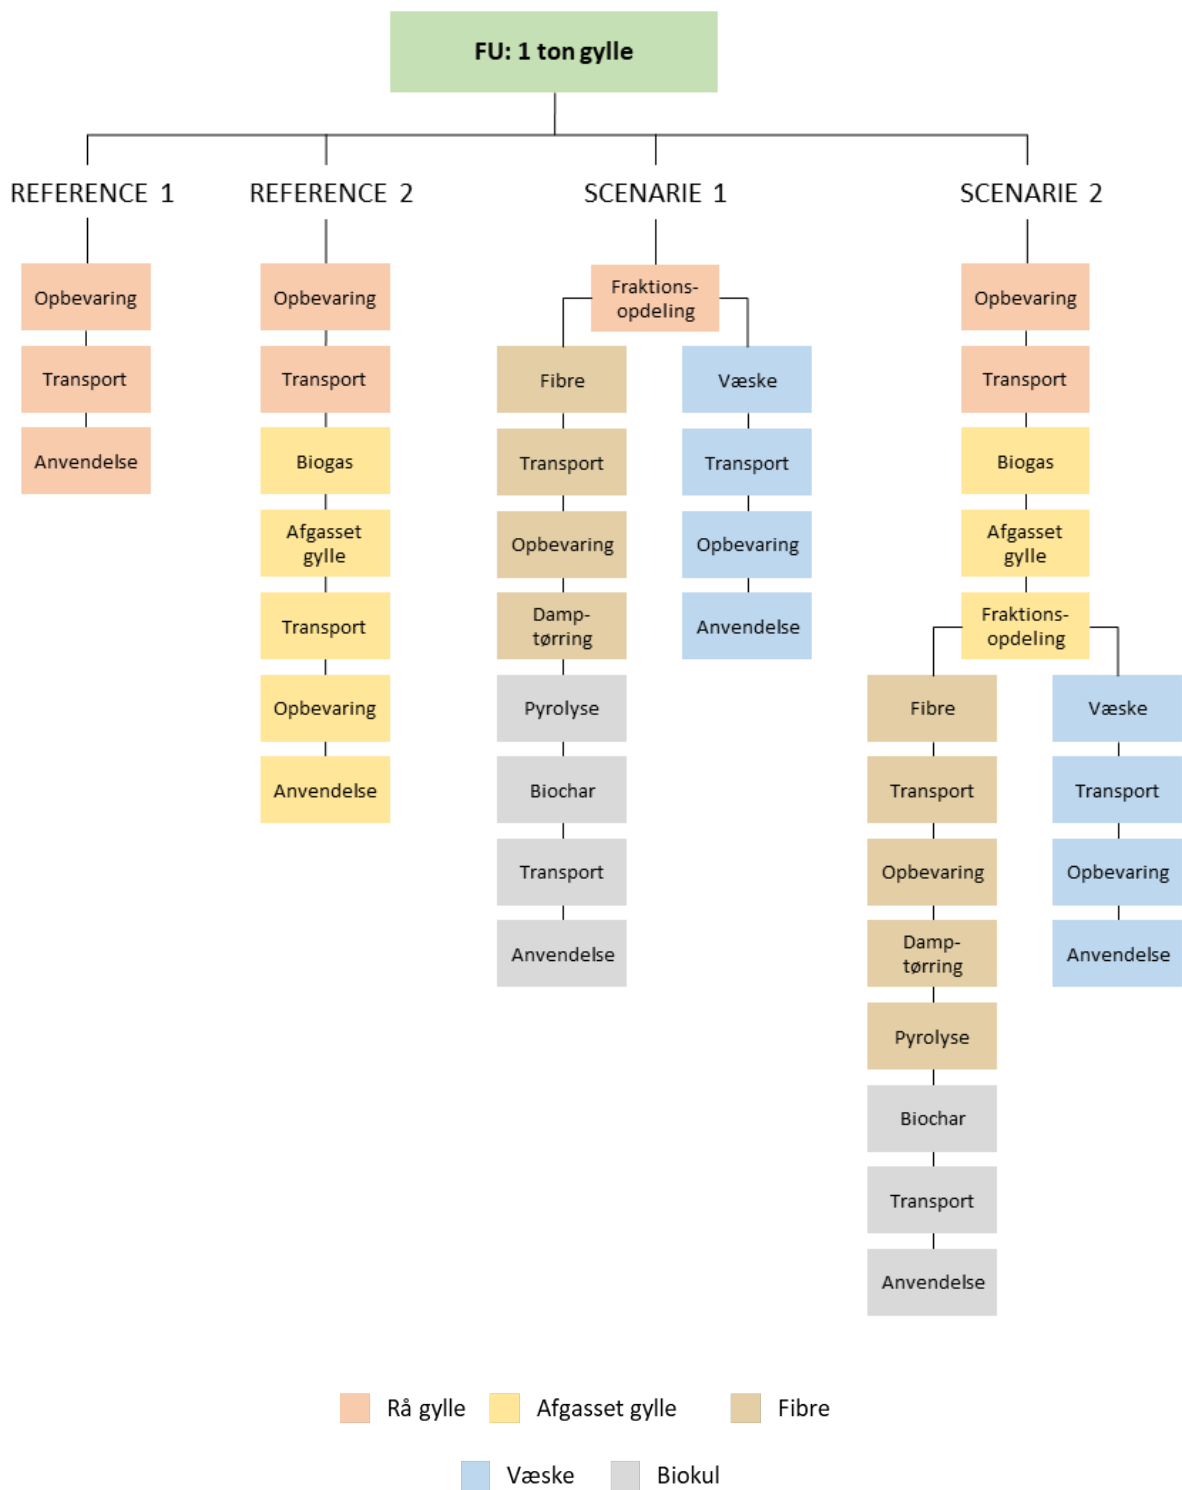 FU: 1 ton gylle
REFERENCE 1
REFERENCE 2
SCENARIE 1
SCENARIE 2
Opbevaring
Transport
Anvendelse
Opbevaring
Transport
Biogas
Afgasset
gylle
Transport
Opbevaring
Anvendelse
Fraktions-
opdeling
Fibre
Transport
Opbevaring
Damp-
tørring
Pyrolyse
Biochar
Transport
Anvendelse
Væske
Transport
Opbevaring
Anvendelse
Opbevaring
Transport
Biogas
Afgasset
gylle
Fraktions-
opdeling
Fibre
Transport
Opbevaring
Damp-
tørring
Pyrolyse
Biochar
Transport
Anvendelse
Væske
Transport
Opbevaring
Anvendelse
Rå gylle
Afgasset gylle
Fibre
Væske
Biokul